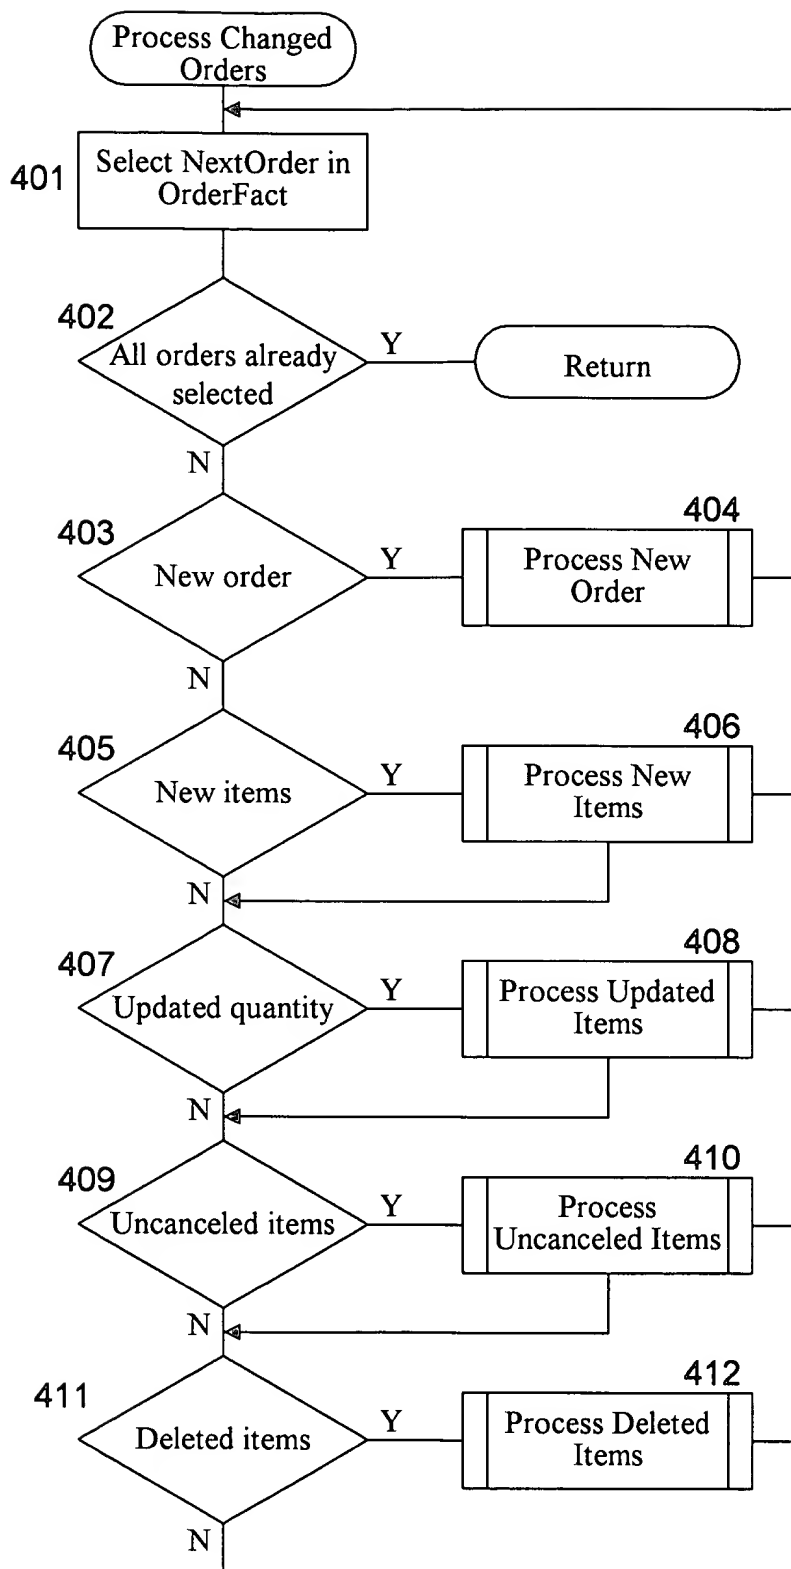 Process Changed
Orders
401
Select NextOrder in
OrderFact
402
All orders already
selected
Y
Return
N
403
New order
Y
404
Process New
Order
N
405
New items
Y
406
Process New
Items
N
407
Updated quantity
Y
408
Process Updated
Items
N
409
Uncanceled items
Y
410
Process
Uncanceled Items
N
411
Deleted items
Y
412
Process Deleted
Items
N